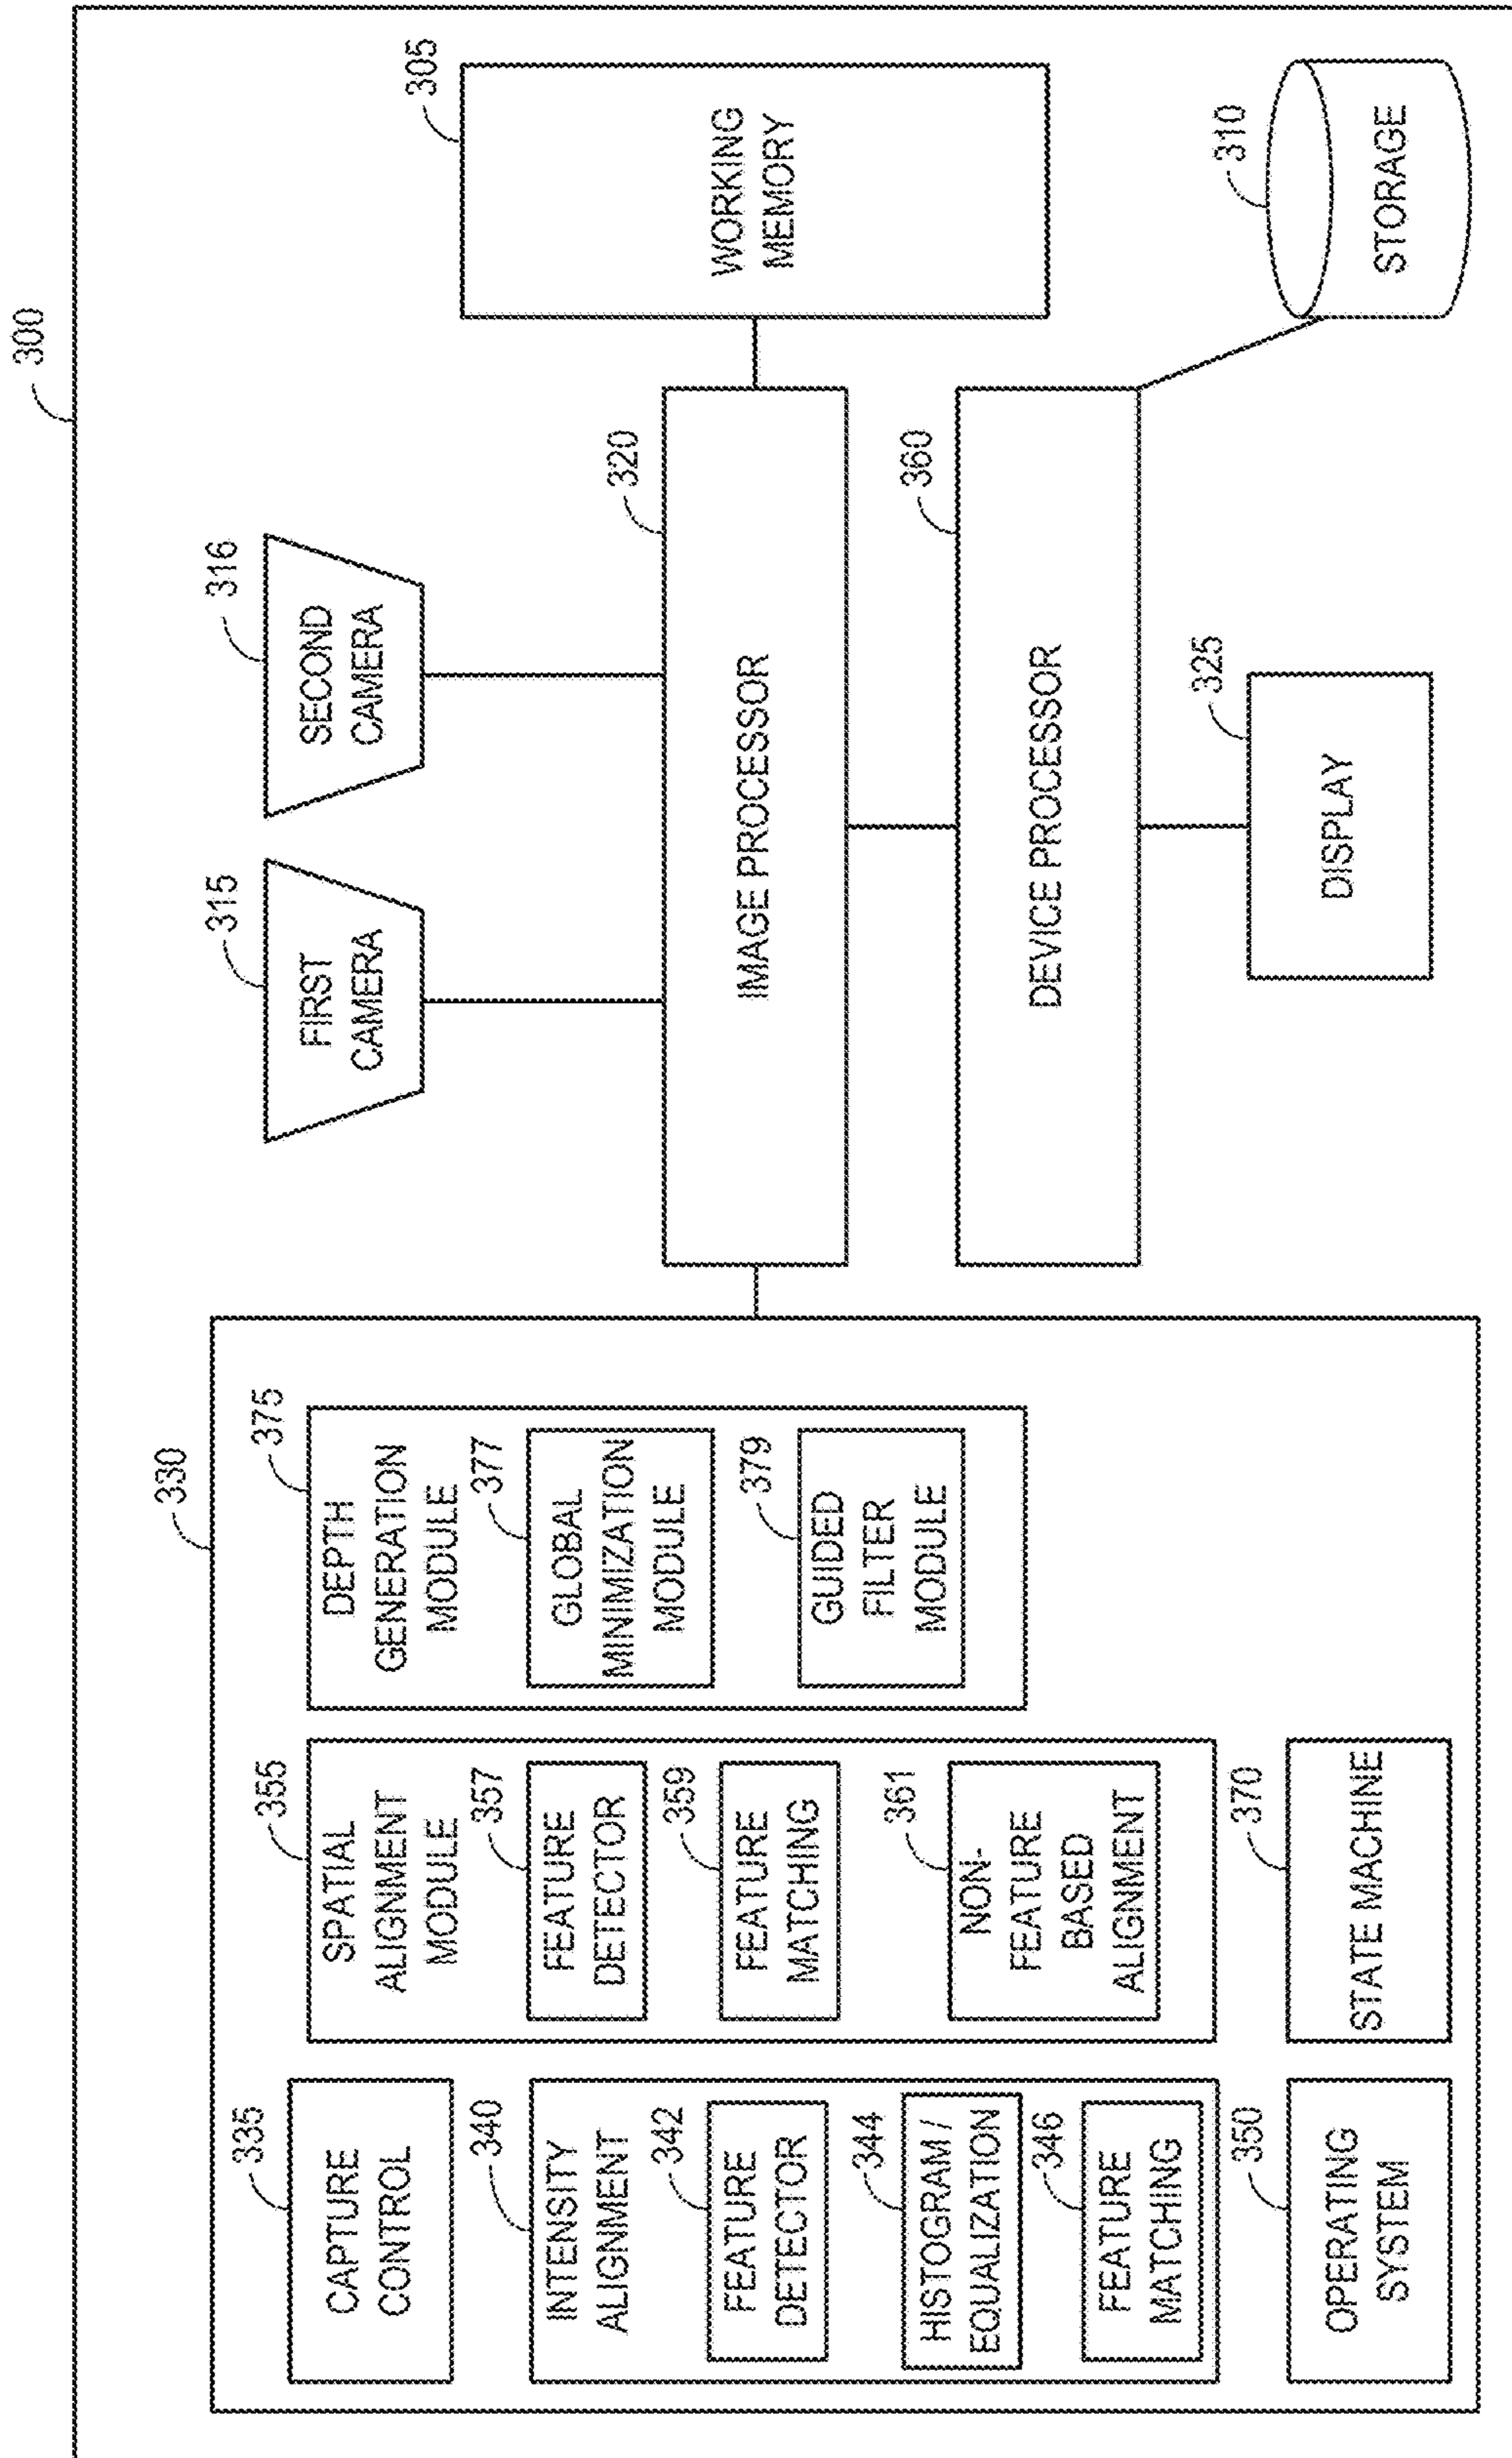 300
330
335
CAPTURE
CONTROL
340
INTENSITY
ALIGNMENT
342
FEATURE
DETECTOR
344
HISTOGRAM /
EQUALIZATION
346
FEATURE
MATCHING
350
OPERATING
SYSTEM
355
SPATIAL
ALIGNMENT
MODULE
357
FEATURE
DETECTOR
359
FEATURE
MATCHING
361
NON-
FEATURE
BASED
ALIGNMENT
370
STATE MACHINE
375
DEPTH
GENERATION
MODULE
377
GLOBAL
MINIMIZATION
MODULE
379
GUIDED
FILTER
MODULE
315
FIRST
CAMERA
316
SECOND
CAMERA
320
IMAGE PROCESSOR
360
DEVICE PROCESSOR
325
DISPLAY
305
WORKING
MEMORY
310
STORAGE